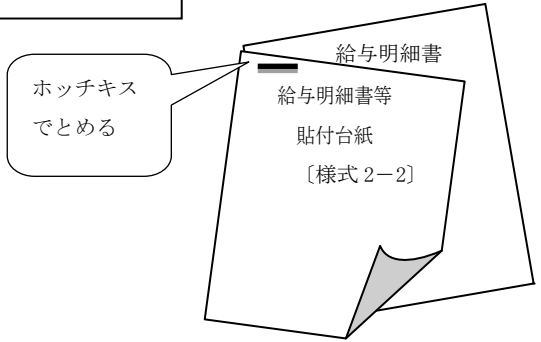 ホッチキス
でとめる
給与明細書
給与明細書等
貼付台紙
〔様式 2－2〕